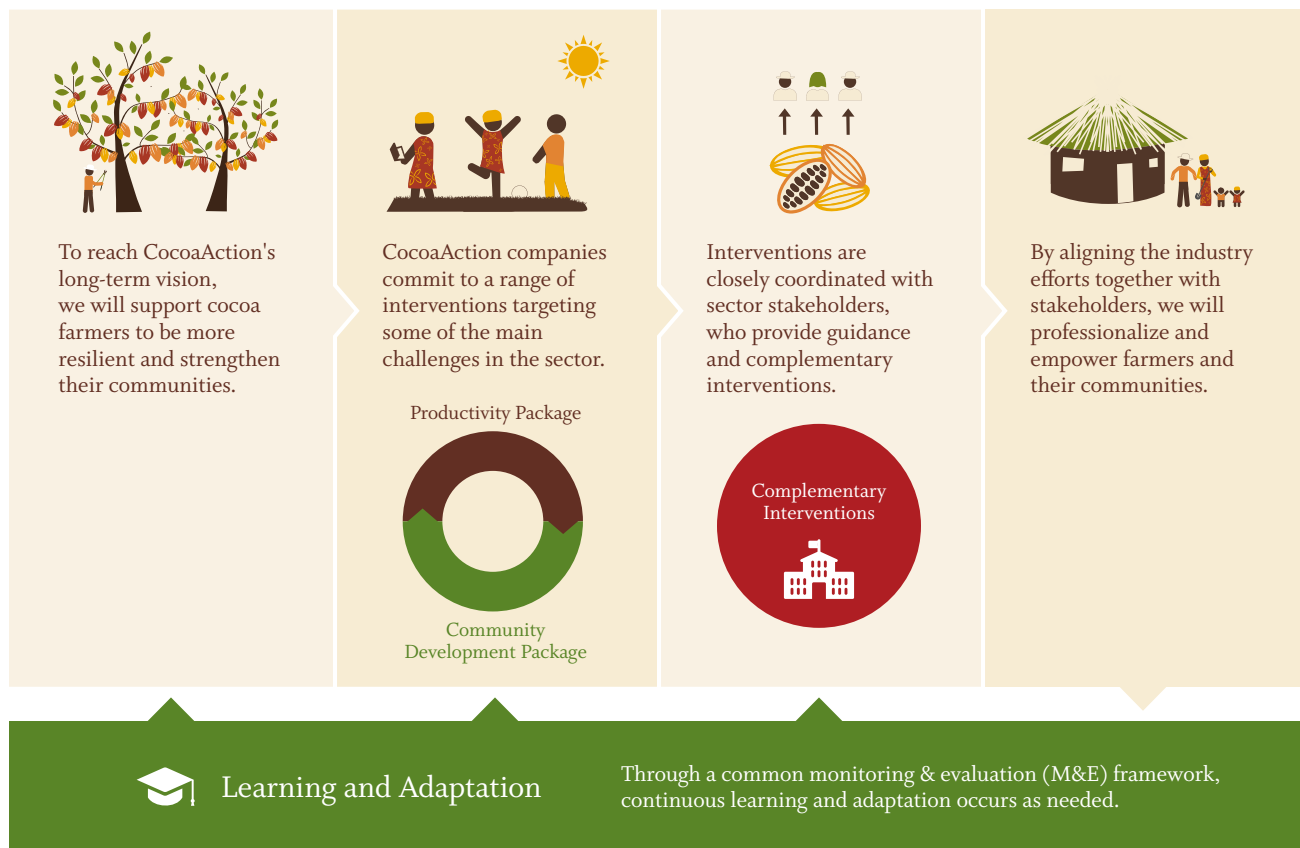 To reach CocoaAction's
long-term vision,
we will support cocoa
farmers to be more
resilient and strengthen
their communities.
CocoaAction companies
commit to a range of
interventions targeting
some of the main
challenges in the sector.
Productivity Package
Community
Development Package
Interventions are
closely coordinated with
sector stakeholders,
who provide guidance
and complementary
interventions.
Complementary
Interventions
By aligning the industry
efforts together with
stakeholders, we will
professionalize and
empower farmers and
their communities.
Learning and Adaptation
Through a common monitoring & evaluation (M&E) framework,
continuous learning and adaptation occurs as needed.